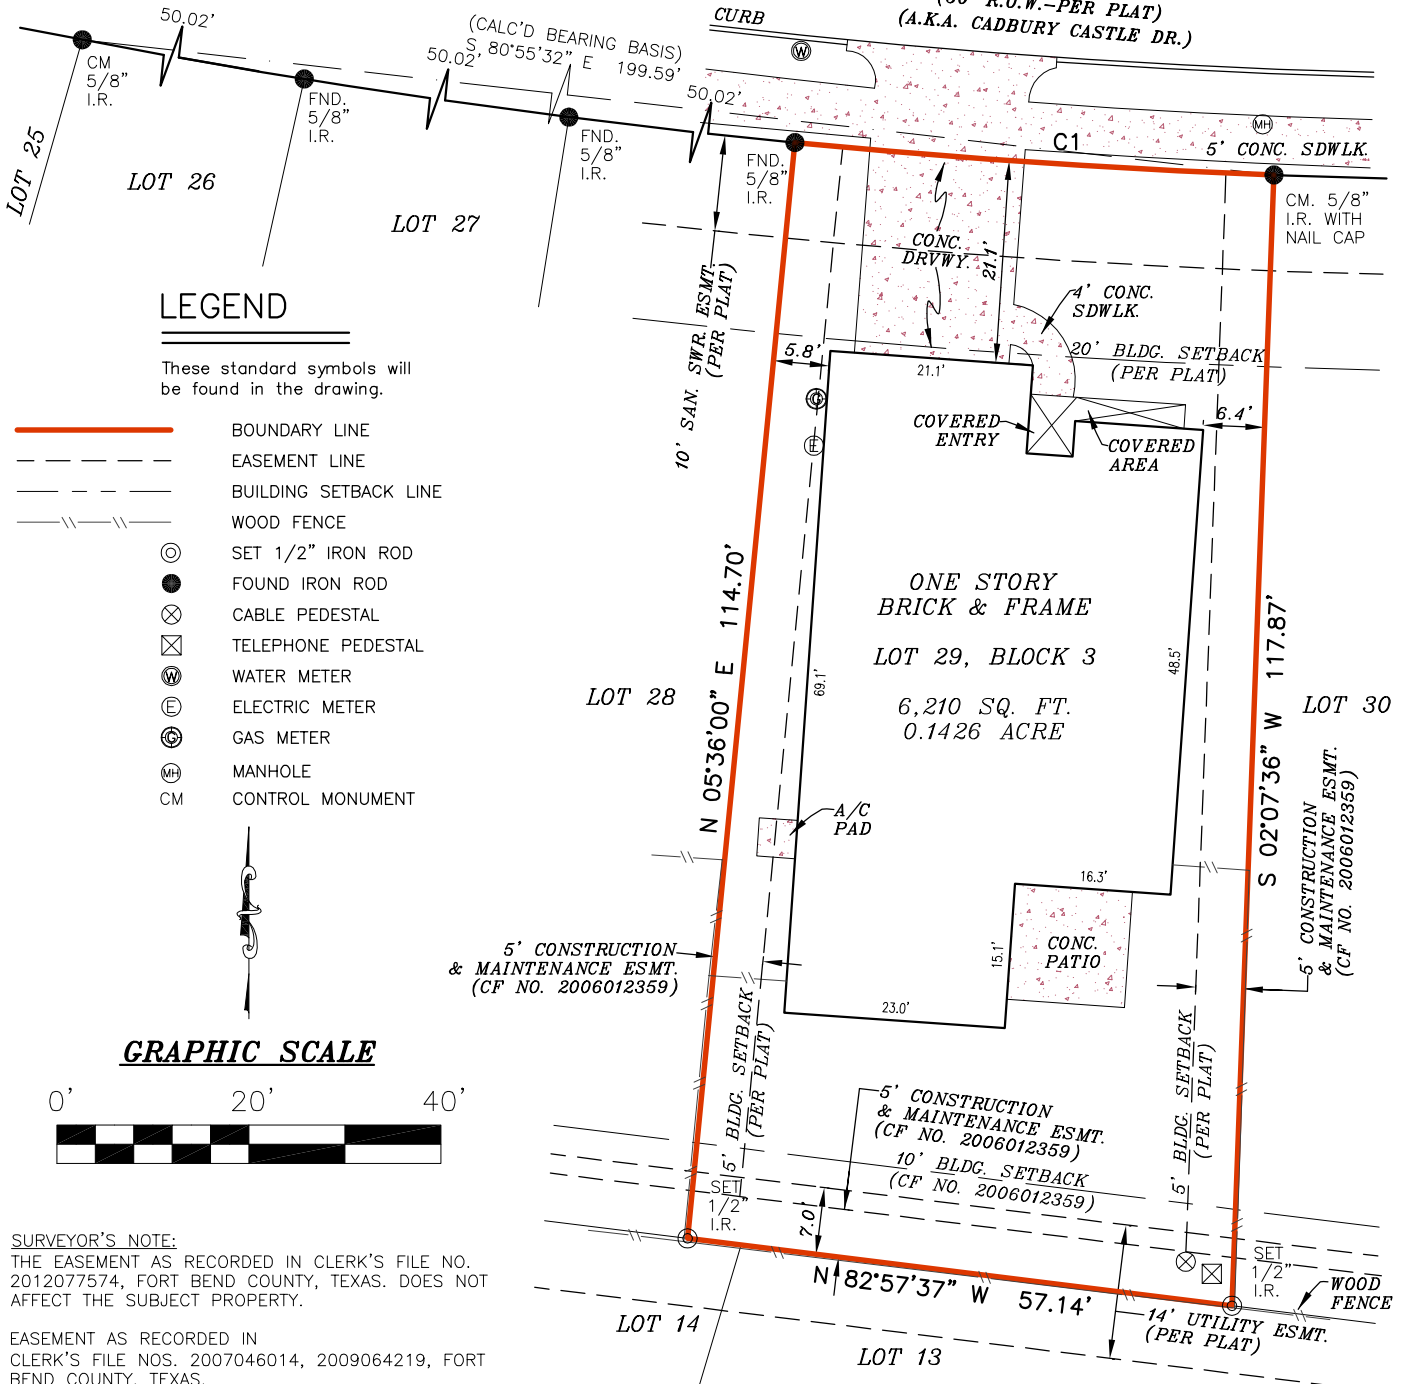 CURB
(50' R.O.W.-PER PLAT)
(A.K.A. CADBURY CASTLE DR.)
50.02'
(CALC'D BEARING BASIS)
S 80°55'32" E 199.59'
50.02'
50.02'
W
CM
5/8"
I.R.
FND.
5/8"
I.R.
FND.
5/8"
I.R.
FND.
5/8"
I.R.
C1
MH
5' CONC. SDWLK.
CM. 5/8"
I.R. WITH
NAIL CAP
LOT 25
LOT 26
LOT 27
CONC.
DRVWY.
21.1'
4' CONC.
SDWLK.
20' BLDG. SETBACK
(PER PLAT)
10' SAN. SWR. ESMT.
(PER PLAT)
5.8'
21.1'
6.4'
G
E
COVERED
ENTRY
COVERED
AREA
LEGEND
These standard symbols will
be found in the drawing.
BOUNDARY LINE
EASEMENT LINE
BUILDING SETBACK LINE
WOOD FENCE
SET 1/2" IRON ROD
FOUND IRON ROD
CABLE PEDESTAL
TELEPHONE PEDESTAL
W WATER METER
E ELECTRIC METER
G GAS METER
MH MANHOLE
CM CONTROL MONUMENT
N 05°36'00" E 114.70'
ONE STORY
BRICK & FRAME
LOT 29, BLOCK 3
6,210 SQ. FT.
0.1426 ACRE
69.1'
48.5'
S 02°07'36" W 117.87'
LOT 28
LOT 30
A/C
PAD
16.3'
15.1'
CONC.
PATIO
23.0'
5' CONSTRUCTION
& MAINTENANCE ESMT.
(CF NO. 2006012359)
5' CONSTRUCTION
& MAINTENANCE ESMT.
(CF NO. 2006012359)
5' BLDG. SETBACK
(PER PLAT)
5' BLDG. SETBACK
(PER PLAT)
GRAPHIC SCALE
0' 20' 40'
5' CONSTRUCTION
& MAINTENANCE ESMT.
(CF NO. 2006012359)
10' BLDG. SETBACK
(CF NO. 2006012359)
7.0'
SET
1/2"
I.R.
SET
1/2"
I.R.
WOOD
FENCE
N 82°57'37" W 57.14'
14' UTILITY ESMT.
(PER PLAT)
LOT 14
LOT 13
SURVEYOR'S NOTE:
THE EASEMENT AS RECORDED IN CLERK'S FILE NO.
2012077574, FORT BEND COUNTY, TEXAS. DOES NOT
AFFECT THE SUBJECT PROPERTY.
EASEMENT AS RECORDED IN
CLERK'S FILE NOS. 2007046014, 2009064219, FORT
BEND COUNTY, TEXAS.